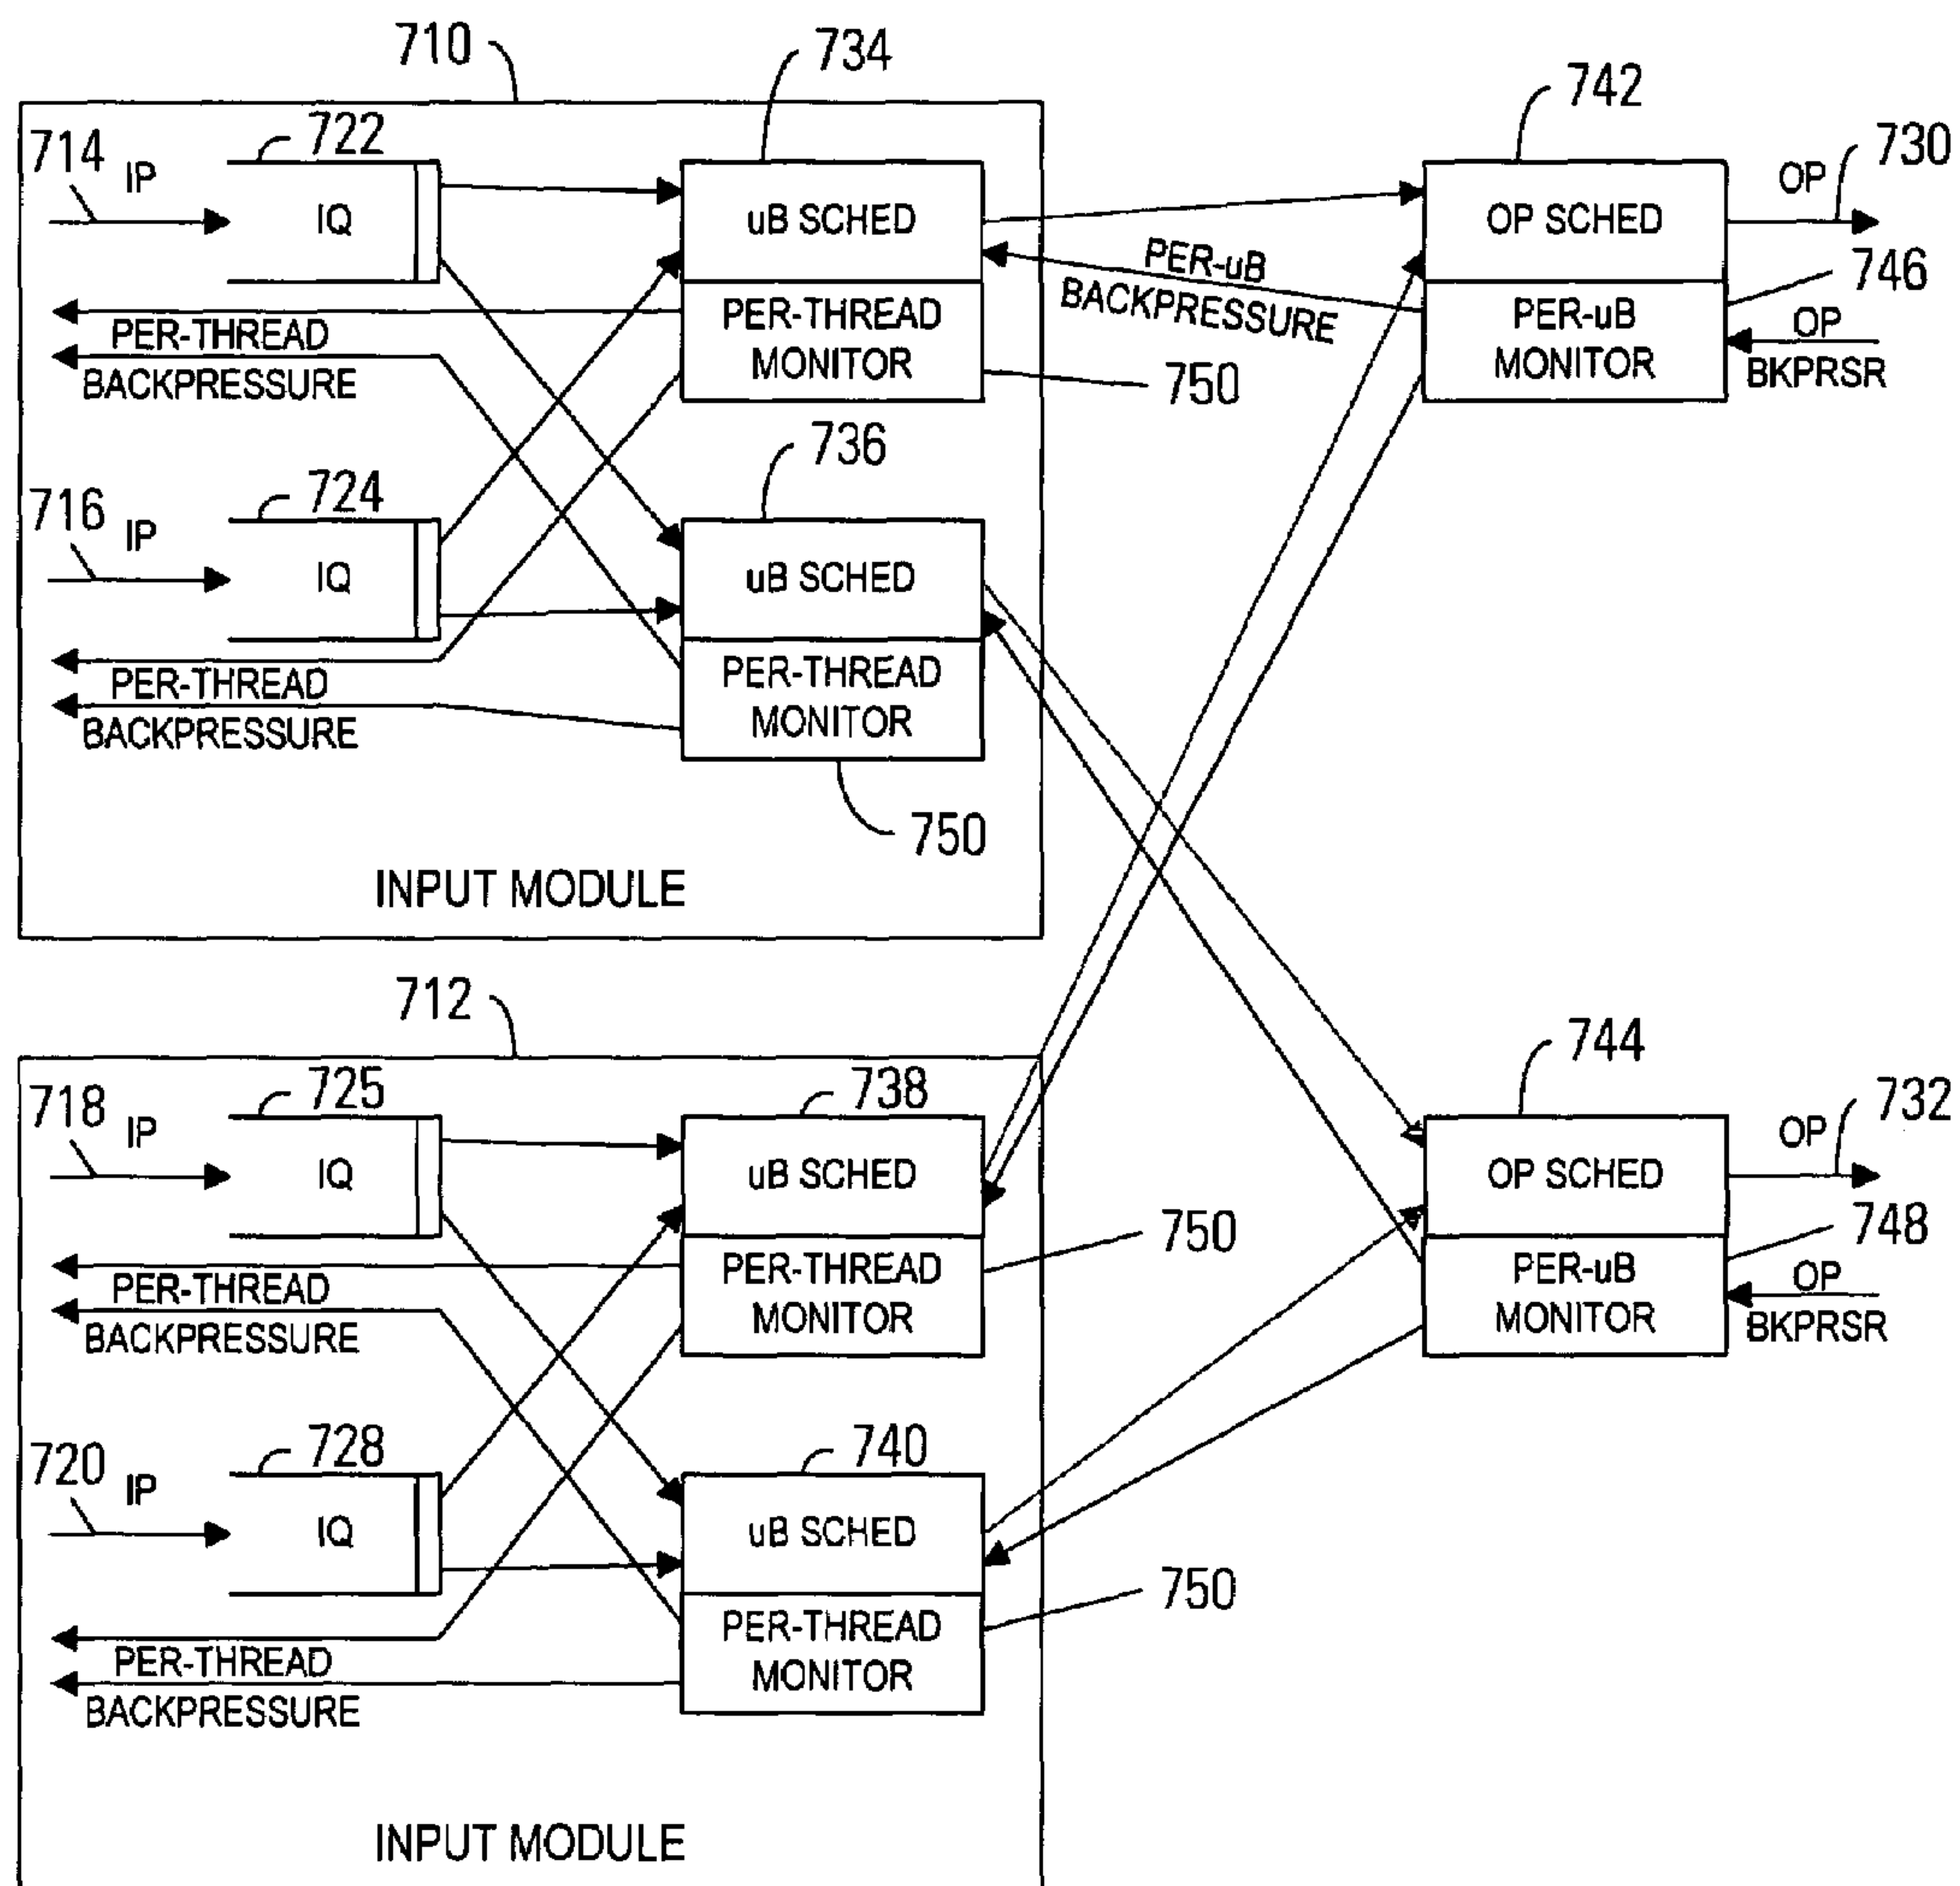 710
734
742
714
IP
722
IQ
uB SCHED
OP SCHED
OP
730
PER-uB
BACKPRESSURE
746
PER-THREAD
BACKPRESSURE
PER-THREAD
MONITOR
750
PER-uB
MONITOR
OP
BKPRSR
736
716
IP
724
IQ
uB SCHED
PER-THREAD
BACKPRESSURE
PER-THREAD
MONITOR
750
INPUT MODULE
712
744
718
IP
725
IQ
738
uB SCHED
OP SCHED
OP
732
750
748
PER-THREAD
BACKPRESSURE
PER-THREAD
MONITOR
PER-uB
MONITOR
OP
BKPRSR
720
IP
728
IQ
740
uB SCHED
750
PER-THREAD
BACKPRESSURE
PER-THREAD
MONITOR
INPUT MODULE